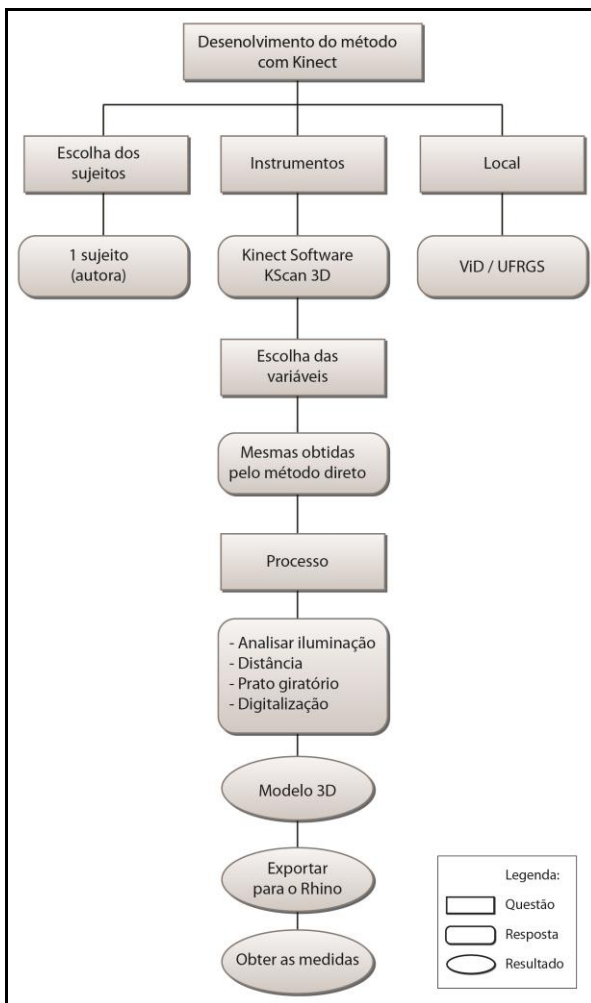 Desenolvimento do método
com Kinect
Escolha dos
sujeitos
Instrumentos
Local
1 sujeito
(autora)
Kinect Software
KScan 3D
ViD / UFRGS
Escolha das
variáveis
Mesmas obtidas
pelo método direto
Processo
- Analisar iluminação
- Distância
- Prato giratório
- Digitalização
Modelo 3D
Exportar
para o Rhino
Obter as medidas
Legenda:
Questão
Resposta
Resultado